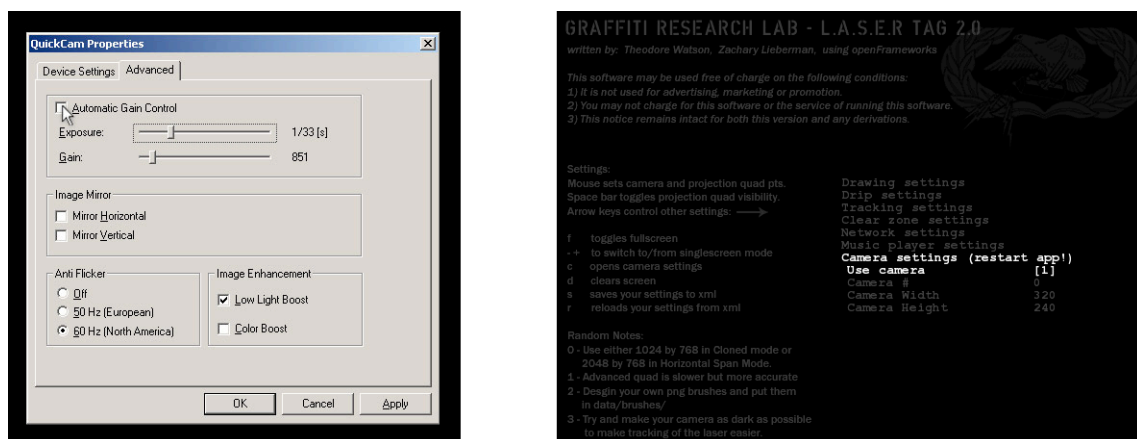 QuickCam Properties
Device Settings Advanced
Automatic Gain Control
Exposure: 1/33 [s]
Gain: 851
Image Mirror
Mirror Horizontal
Mirror Vertical
Anti Flicker
Off
50 Hz (European)
60 Hz (North America)
Image Enhancement
Low Light Boost
Color Boost
OK Cancel Apply
GRAFFITI RESEARCH LAB - L.A.S.E.R TAG 2.0
written by: Theodore Watson, Zachary Lieberman, using openFrameworks
This software may be used free of charge on the following conditions:
1) It is not used for advertising, marketing or promotion.
2) You may not charge for this software or the service of running this software.
3) This notice remains intact for both this version and any derivations.
Settings:
Mouse sets camera and projection quad pts.
Space bar toggles projection quad visibility.
Arrow keys control other settings:
f toggles fullscreen
- + to switch to/from singlescreen mode
c opens camera settings
d clears screen
s saves your settings to xml
r reloads your settings from xml
Random Notes:
0 - Use either 1024 by 768 in Cloned mode or
2048 by 768 in Horizontal Span Mode.
1 - Advanced quad is slower but more accurate
2 - Desgin your own png brushes and put them
in data/brushes/
3 - Try and make your camera as dark as possible
to make tracking of the laser easier.
Drawing settings
Drip settings
Tracking settings
Clear zone settings
Network settings
Music player settings
Camera settings (restart app!)
Use camera [1]
Camera # 0
Camera Width 320
Camera Height 240